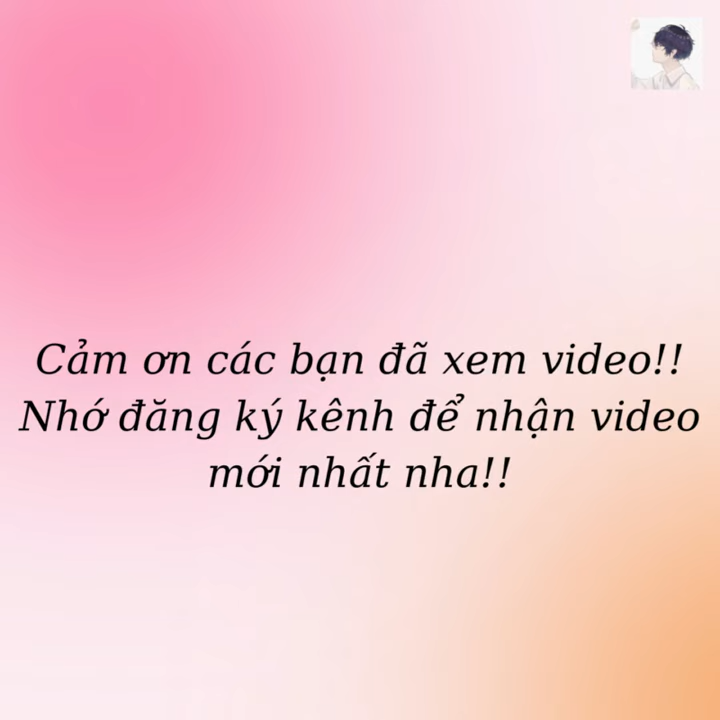 Cảm ơn các bạn đã xem video!!
Nhớ đăng ký kênh để nhận video
mới nhất nha!!